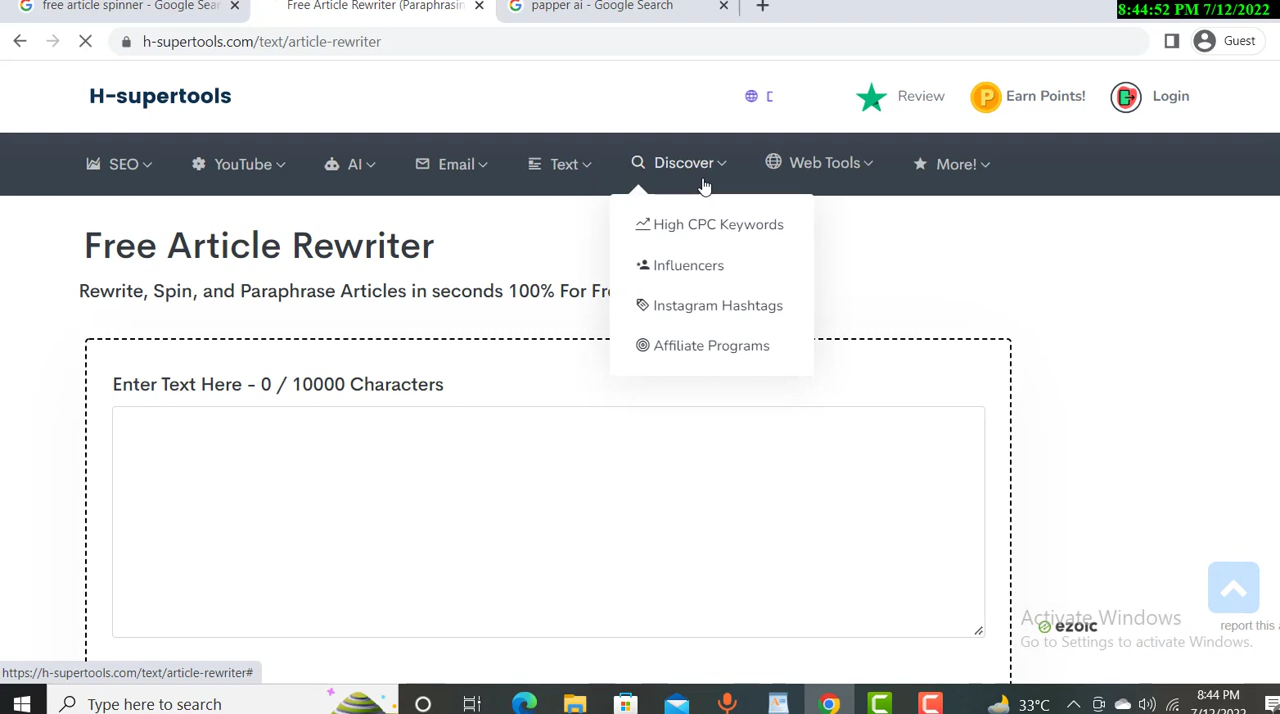 8:44:52 PM 7/12/2022
free article spinner - Google Sear
Free Article Rewriter (Paraphrasin
papper ai - Google Search
h-supertools.com/text/article-rewriter
Guest
H-supertools
Review
Earn Points!
Login
SEO
YouTube
AI
Email
Text
Discover
Web Tools
More!
High CPC Keywords
Influencers
Instagram Hashtags
Affiliate Programs
Free Article Rewriter
Rewrite, Spin, and Paraphrase Articles in seconds 100% For Fr
Enter Text Here - 0 / 10000 Characters
Activate Windows
ezoic
report this a
Go to Settings to activate Windows.
https://h-supertools.com/text/article-rewriter#
Type here to search
33°C
8:44 PM
7/12/2022